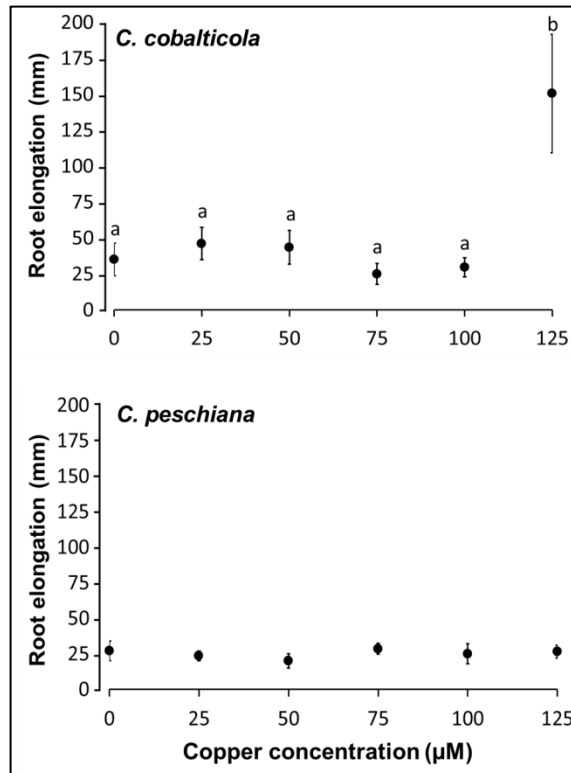 C. cobalticola
Root elongation (mm)
200
175
150
125
100
75
50
25
0
a
a
a
a
a
b
0 25 50 75 100 125
C. peschiana
Root elongation (mm)
200
175
150
125
100
75
50
25
0
0 25 50 75 100 125
Copper concentration (µM)